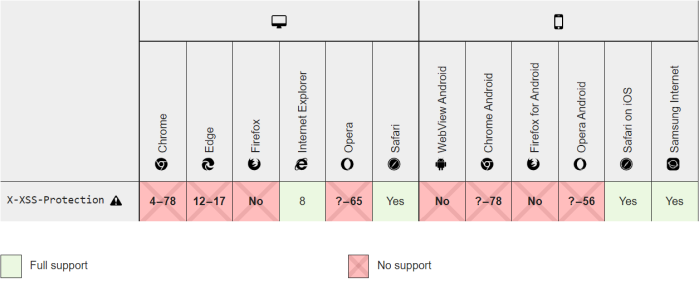 Chrome
Edge
Firefox
Internet Explorer
Opera
Safari
WebView Android
Chrome Android
Firefox for Android
Opera Android
Safari on iOS
Samsung Internet
X-XSS-Protection 4–78 12–17 No 8 ?–65 Yes No ?–78 No ?–56 Yes Yes
Full support No support